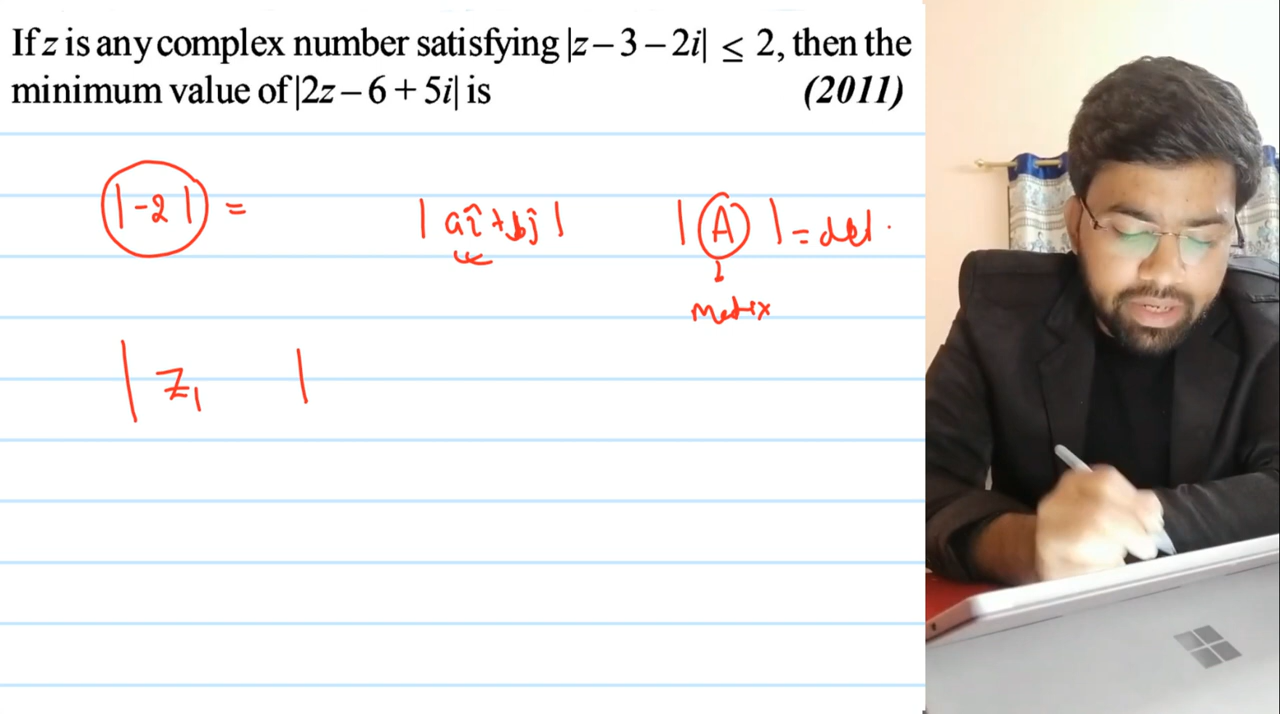 If z is any complex number satisfying |z – 3 – 2i| ≤ 2, then the
minimum value of |2z – 6 + 5i| is (2011)
|-2| = |aî + bĵ| |A| = det.
Matrix
|z₁ |